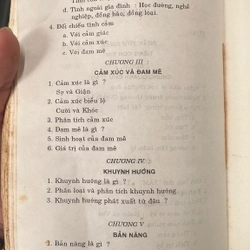 d. Tình ngoài gia đình : Học đường, nghề
nghiệp, đồng bào, đồng loại.
4. Đối chiếu tình cảm
a. Với cảm giác
b. Với cảm xúc
c. Với đam mê
CHƯƠNG III
CẢM XÚC VÀ ĐAM MÊ
1. Cảm xúc là gì ?
Sợ và Giận
2. Cảm xúc biểu lộ
Cười và Khóc
3. Phân tích cảm xúc
4. Đam mê là gì ?
5. Sinh hoạt của đam mê
6. Giá trị của đam mê
CHƯƠNG IV
KHUYNH HƯỚNG
1. Khuynh hướng là gì ?
2. Phân loại và phân tích khuynh hướng
3. Khuynh hướng phát xuất từ đâu ?
CHƯƠNG V
BẢN NĂNG
1. Bản năng là gì ?